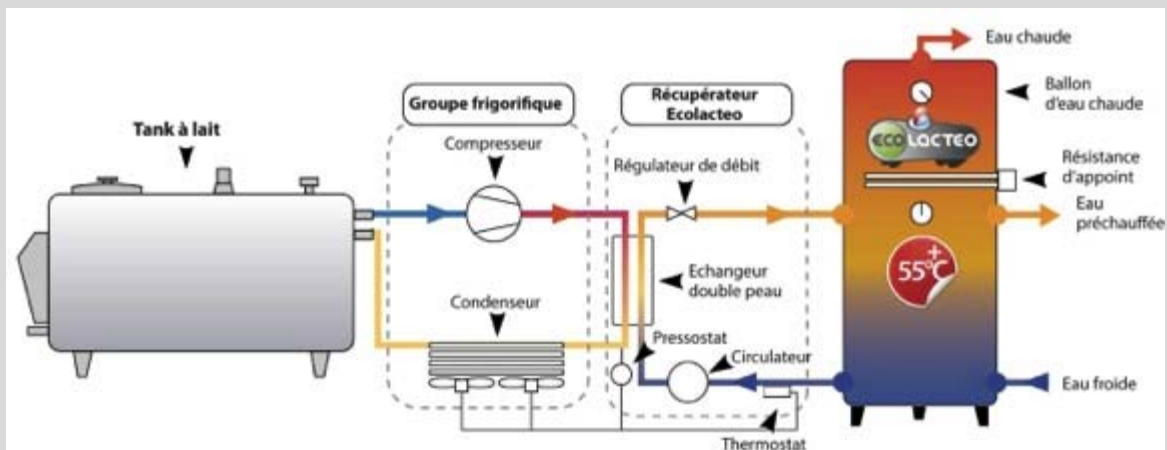 Eau chaude
Groupe frigorifique
Récupérateur
Ecolacteo
Ballon
d'eau chaude
Tank à lait
Compresseur
Régulateur de débit
ECO LACTEO
Résistance
d'appoint
Eau
préchauffée
55°C
+
Echangeur
double peau
Condenseur
Pressostat
Circulateur
Eau froide
Thermostat